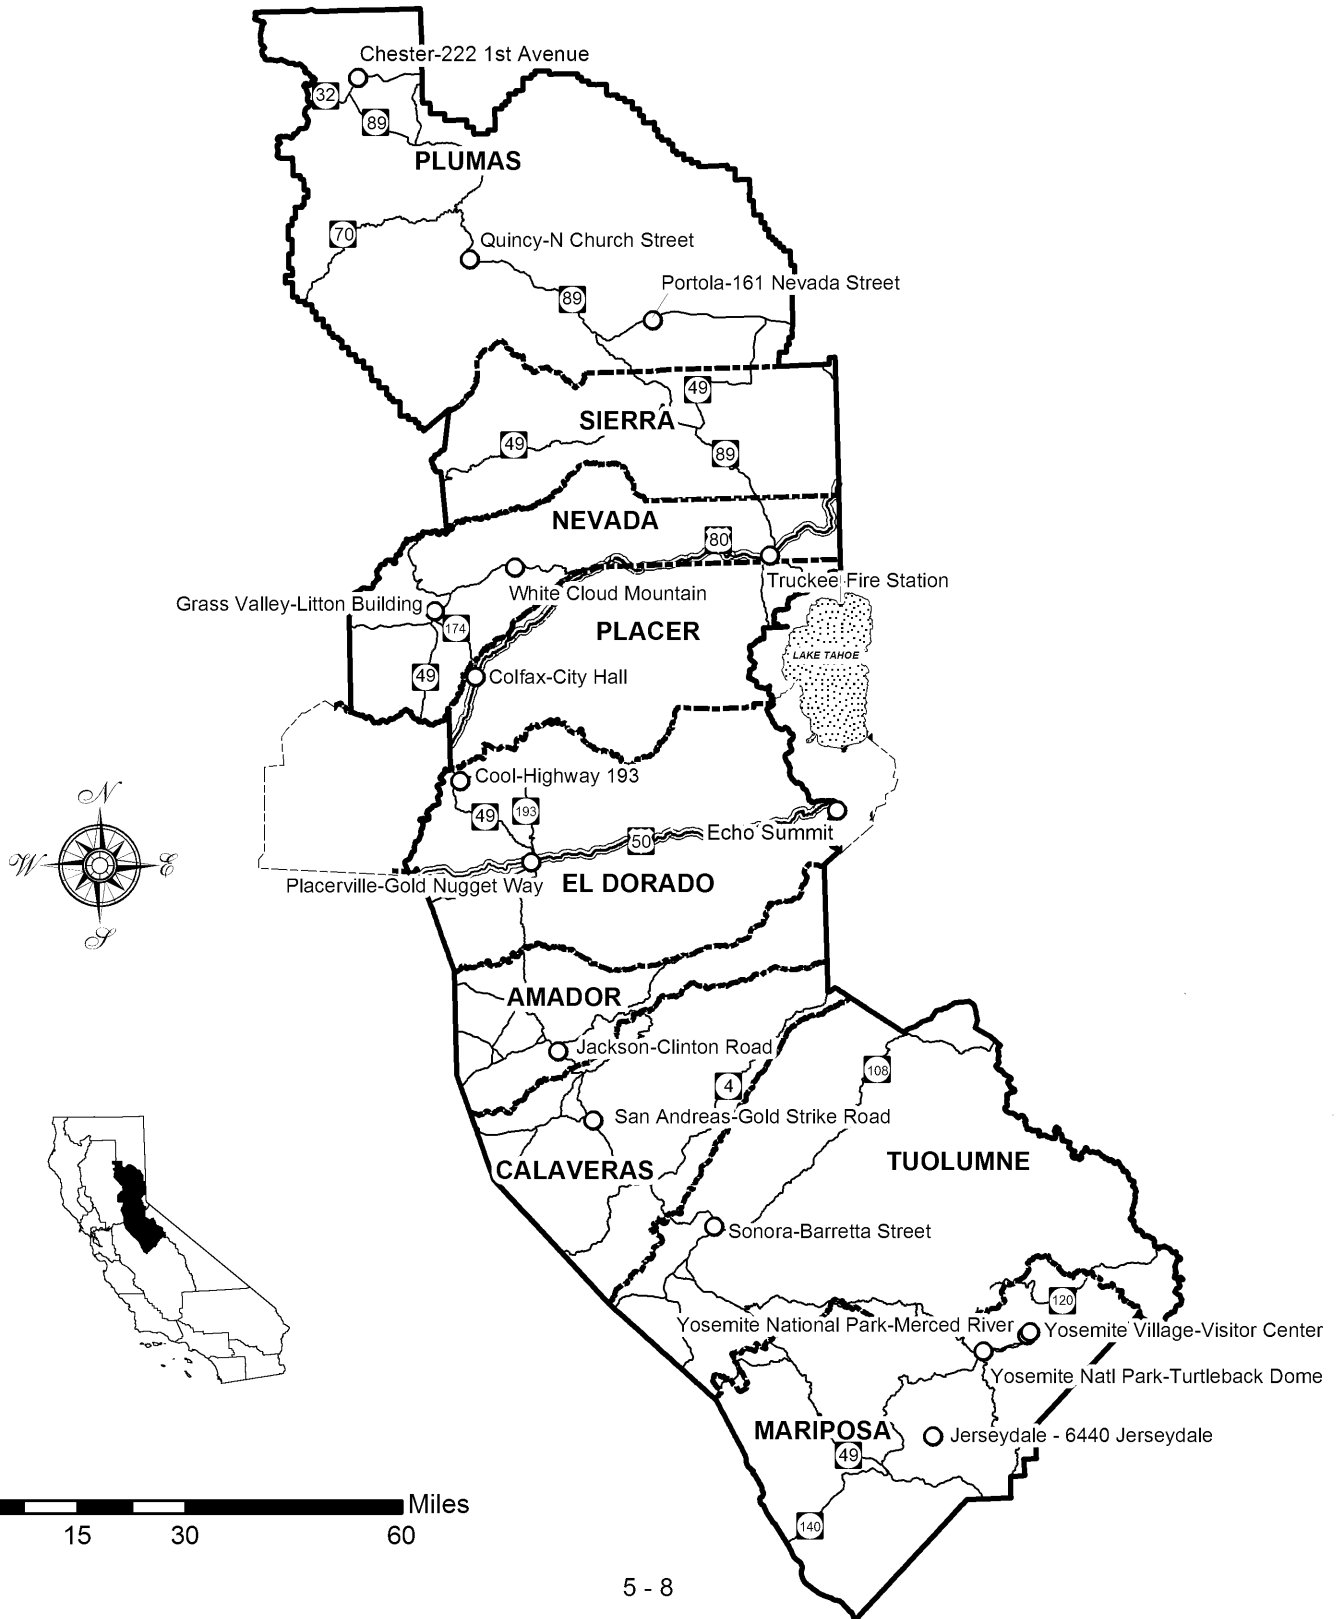 Chester-222 1st Avenue
32
89
PLUMAS
70
Quincy-N Church Street
Portola-161 Nevada Street
89
49
SIERRA
49
89
NEVADA
80
Truckee Fire Station
White Cloud Mountain
Grass Valley-Litton Building
174
PLACER
LAKE TAHOE
49
Colfax-City Hall
Cool-Highway 193
49
193
50
Echo Summit
Placerville-Gold Nugget Way
EL DORADO
N
W
E
S
AMADOR
Jackson-Clinton Road
108
4
San Andreas-Gold Strike Road
CALAVERAS
TUOLUMNE
Sonora-Barretta Street
120
Yosemite National Park-Merced River
Yosemite Village-Visitor Center
Yosemite Natl Park-Turtleback Dome
MARIPOSA
Jerseydale - 6440 Jerseydale
49
140
Miles
15
30
60
5 - 8